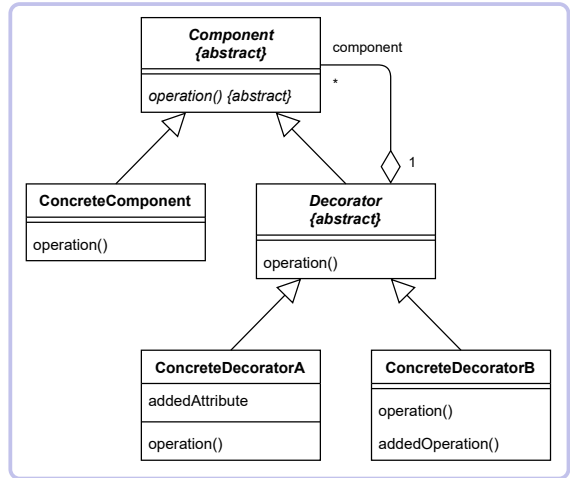 Component
{abstract}
component
*
operation() {abstract}
1
ConcreteComponent
operation()
Decorator
{abstract}
operation()
ConcreteDecoratorA
addedAttribute
operation()
ConcreteDecoratorB
operation()
addedOperation()